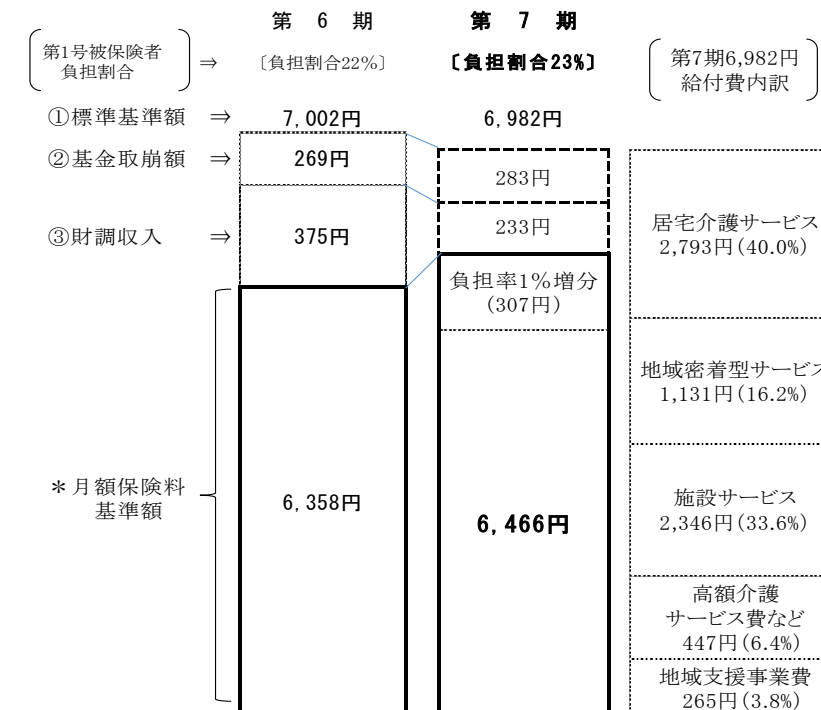 第 6 期
第 7 期
第1号被保険者
負担割合
⇒
〔負担割合22%〕
〔負担割合23%〕
第7期6,982円
給付費内訳
①標準基準額 ⇒ 7,002円 6,982円
②基金取崩額 ⇒ 269円
283円
③財調収入 ⇒ 375円
233円
負担率1%増分
(307円)
*月額保険料
基準額
6,358円
6,466円
居宅介護サービス
2,793円(40.0%)
地域密着型サービス
1,131円(16.2%)
施設サービス
2,346円(33.6%)
高額介護
サービス費など
447円(6.4%)
地域支援事業費
265円(3.8%)